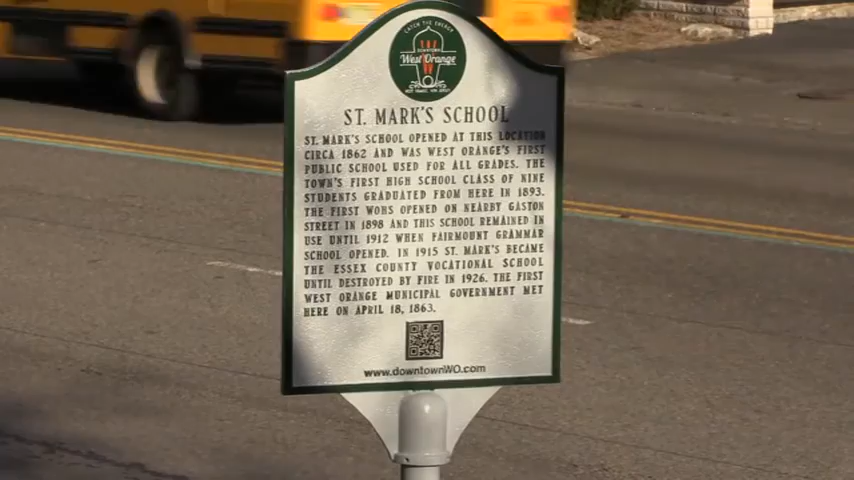 CATCH THE ENERGY
DOWNTOWN
West Orange
ST. MARK'S SCHOOL
ST. MARK'S SCHOOL OPENED AT THIS LOCATION
CIRCA 1862 AND WAS WEST ORANGE'S FIRST
PUBLIC SCHOOL USED FOR ALL GRADES. THE
TOWN'S FIRST HIGH SCHOOL CLASS OF NINE
STUDENTS GRADUATED FROM HERE IN 1893.
THE FIRST WOHS OPENED ON NEARBY GASTON
STREET IN 1898 AND THIS SCHOOL REMAINED IN
USE UNTIL 1912 WHEN FAIRMOUNT GRAMMAR
SCHOOL OPENED. IN 1915 ST. MARK'S BECAME
THE ESSEX COUNTY VOCATIONAL SCHOOL
UNTIL DESTROYED BY FIRE IN 1926. THE FIRST
WEST ORANGE MUNICIPAL GOVERNMENT MET
HERE ON APRIL 18, 1863.
www.downtownWO.com